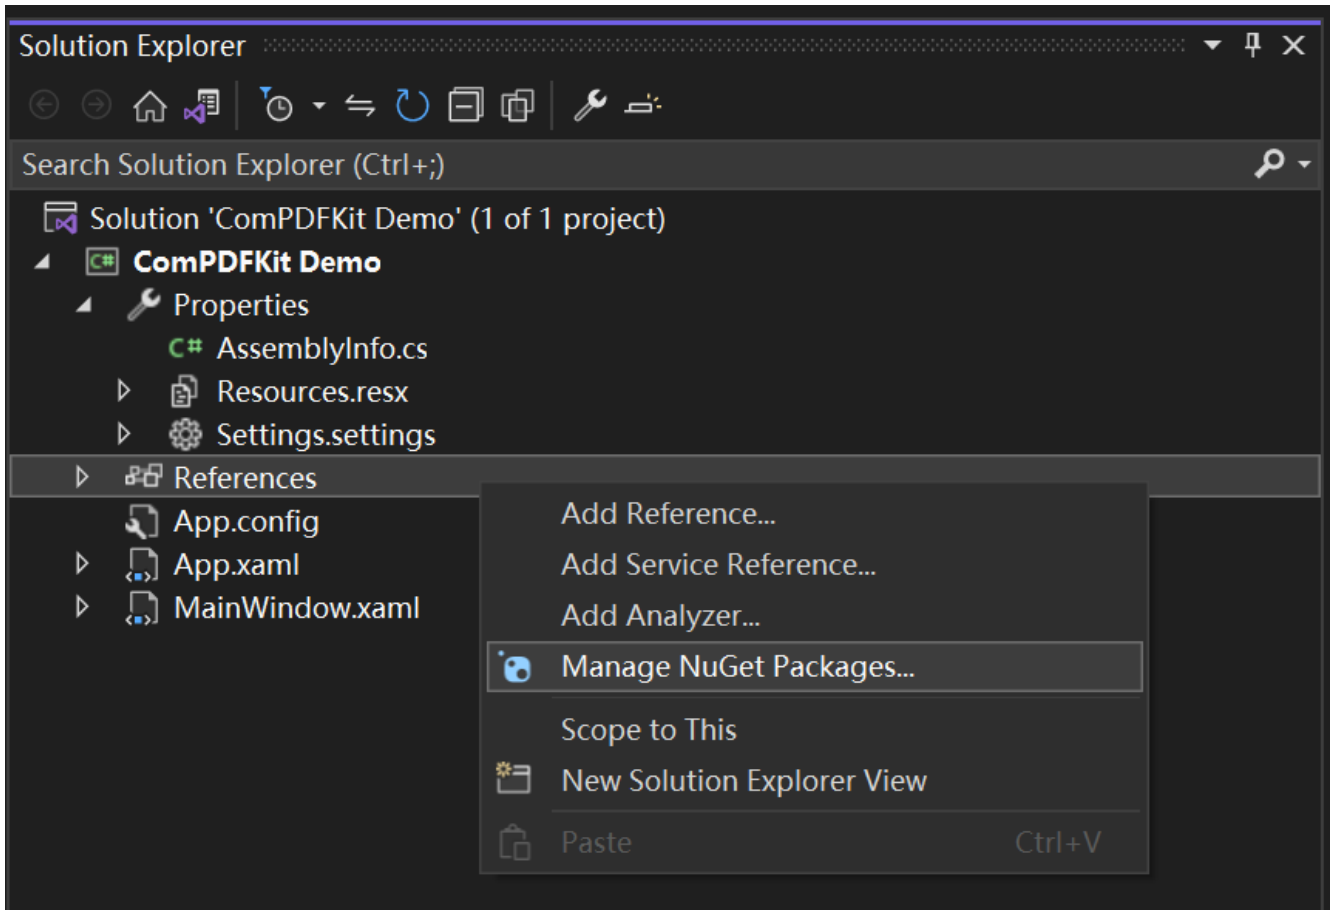 Solution Explorer
Search Solution Explorer (Ctrl+;)
Solution 'ComPDFKit Demo' (1 of 1 project)
C# ComPDFKit Demo
Properties
C# AssemblyInfo.cs
Resources.resx
Settings.settings
References
App.config
App.xaml
MainWindow.xaml
Add Reference...
Add Service Reference...
Add Analyzer...
Manage NuGet Packages...
Scope to This
New Solution Explorer View
Paste Ctrl+V